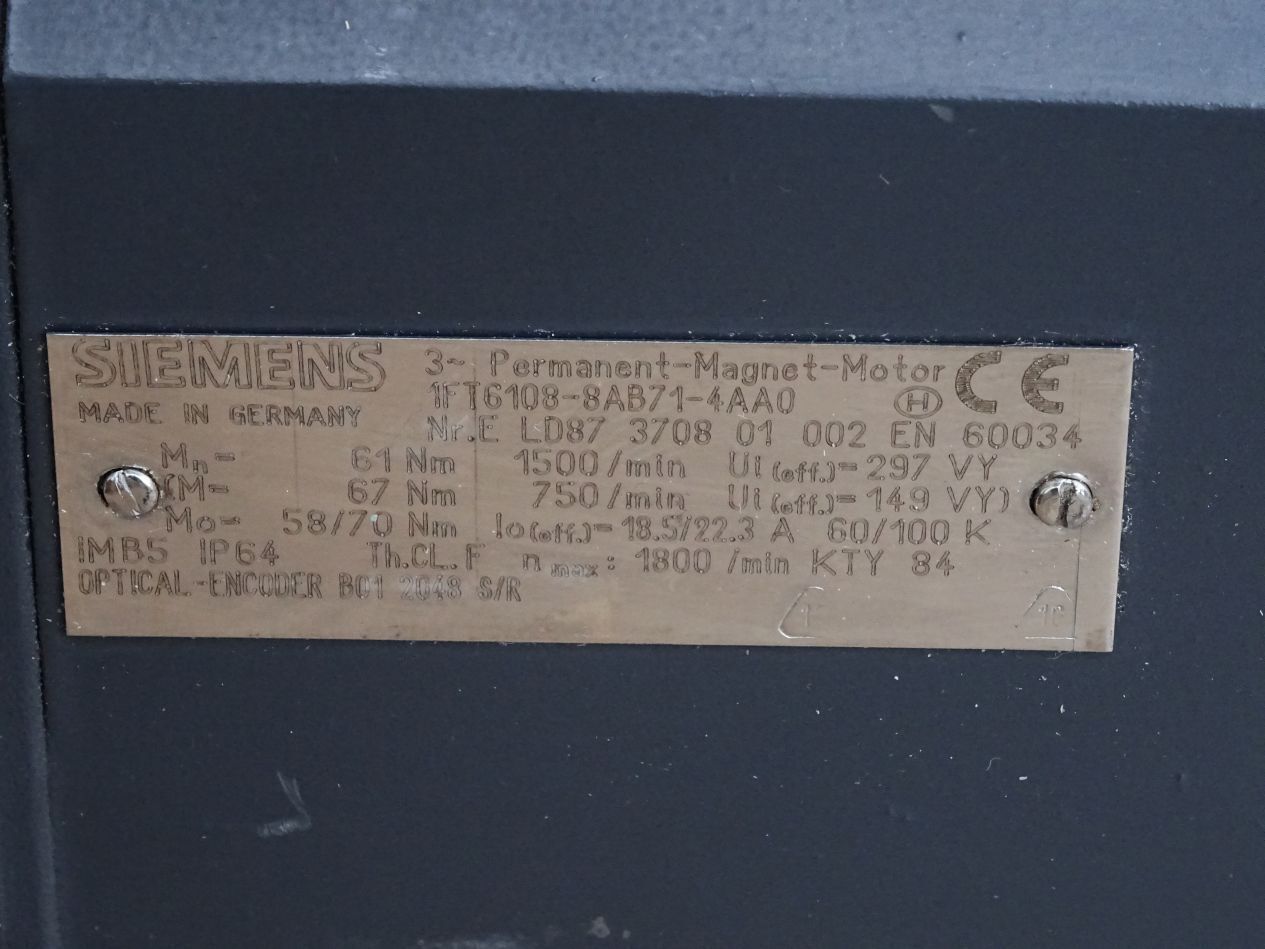 SIEMENS 3~ Permanent-Magnet-Motor CE
1FT6108-8AB71-4AA0 H
MADE IN GERMANY Nr.E LD87 3708 01 002 EN 60034
Mn= 61 Nm 1500/min Ui(eff.)=297 VY
(M= 67 Nm 750/min Ui(eff.)=149 VY)
Mo= 58/70 Nm Io(eff.)=18.5/22.3 A 60/100 K
IMB5 IP64 Th.CL.F n max: 1800 /min KTY 84
OPTICAL-ENCODER B01 2048 S/R